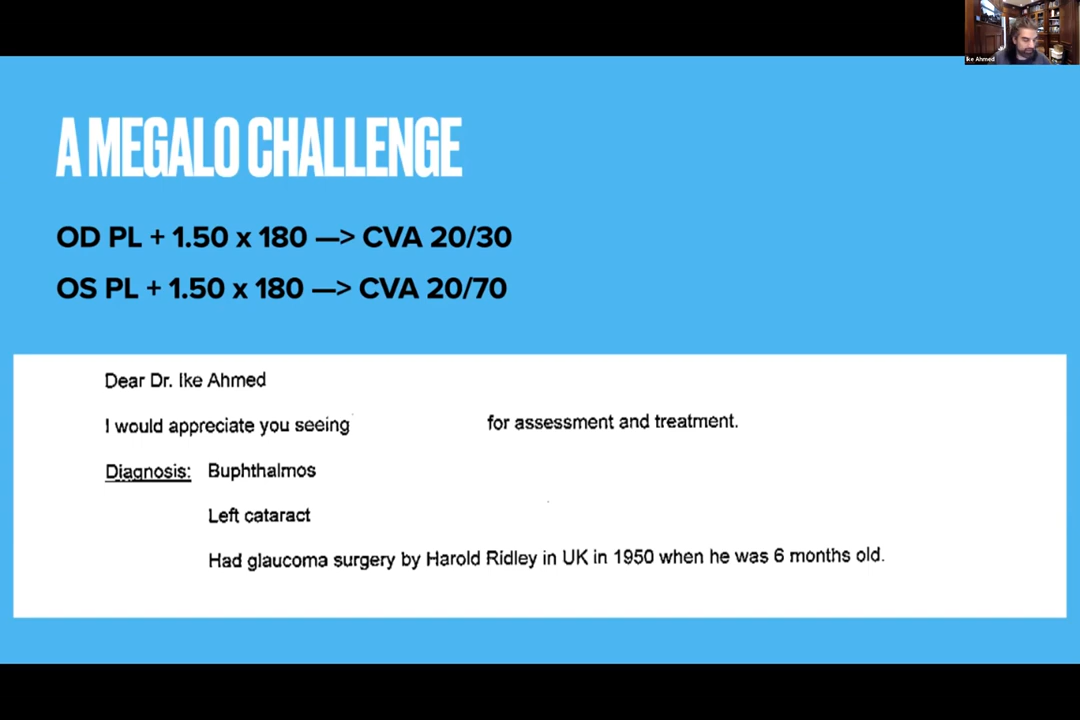 Ike Ahmed
A MEGALO CHALLENGE
OD PL + 1.50 x 180 —> CVA 20/30
OS PL + 1.50 x 180 —> CVA 20/70
Dear Dr. Ike Ahmed
I would appreciate you seeing for assessment and treatment.
Diagnosis: Buphthalmos
Left cataract
Had glaucoma surgery by Harold Ridley in UK in 1950 when he was 6 months old.